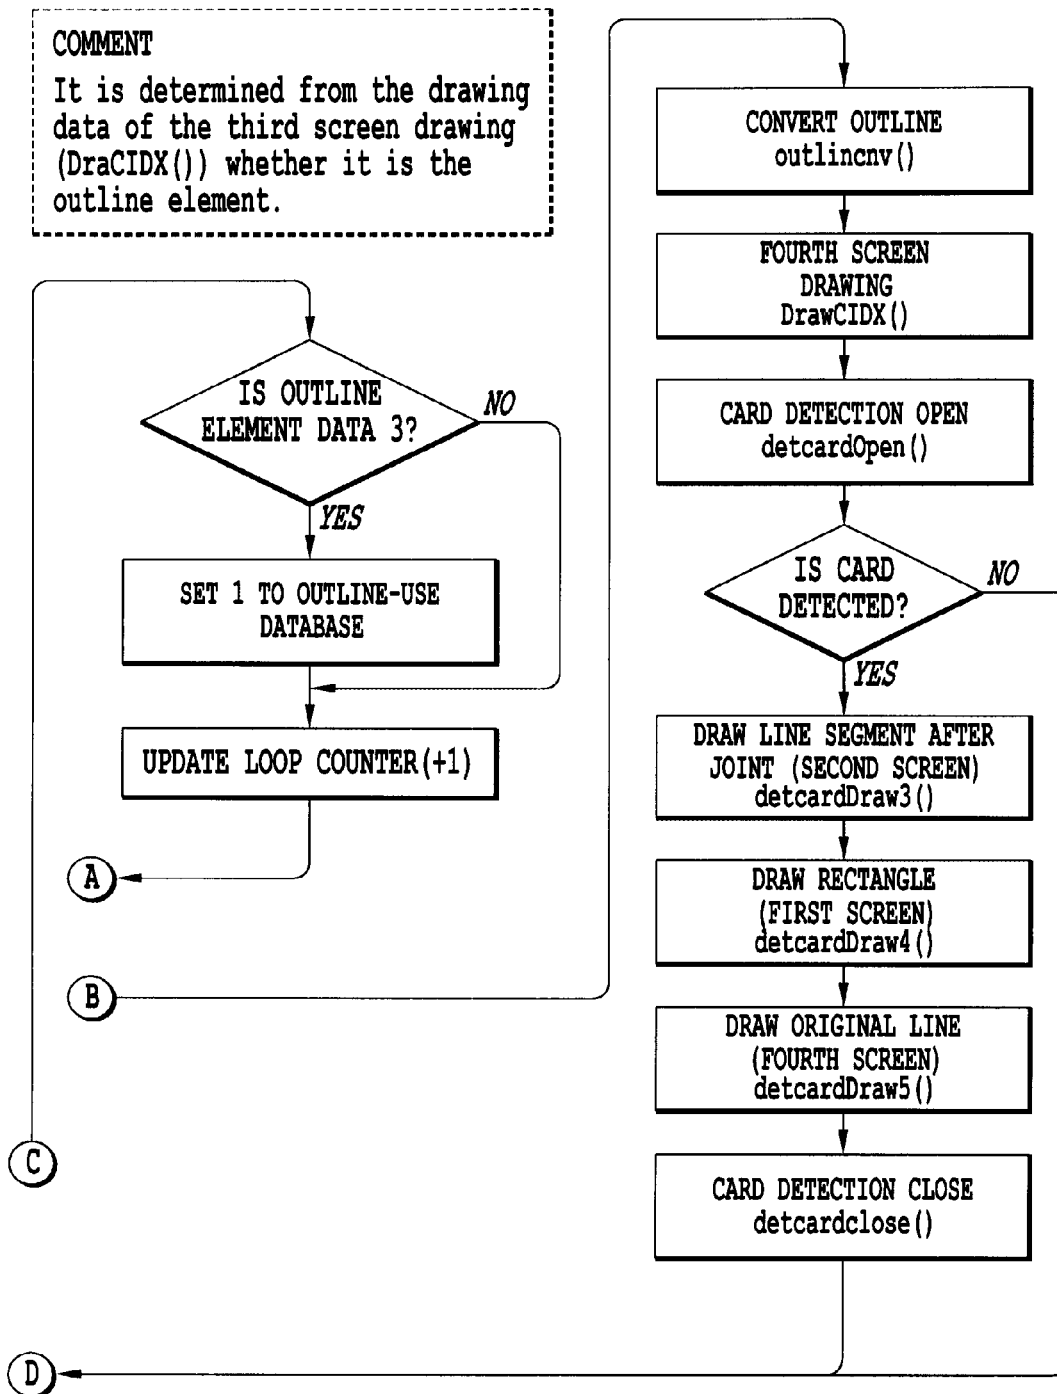 COMMENT
It is determined from the drawing
data of the third screen drawing
(DraCIDX()) whether it is the
outline element.
IS OUTLINE
ELEMENT DATA 3?
NO
YES
SET 1 TO OUTLINE-USE
DATABASE
UPDATE LOOP COUNTER(+1)
A
B
C
D
CONVERT OUTLINE
outlincnv()
FOURTH SCREEN
DRAWING
DrawCIDX()
CARD DETECTION OPEN
detcardOpen()
IS CARD
DETECTED?
NO
YES
DRAW LINE SEGMENT AFTER
JOINT (SECOND SCREEN)
detcardDraw3()
DRAW RECTANGLE
(FIRST SCREEN)
detcardDraw4()
DRAW ORIGINAL LINE
(FOURTH SCREEN)
detcardDraw5()
CARD DETECTION CLOSE
detcardclose()